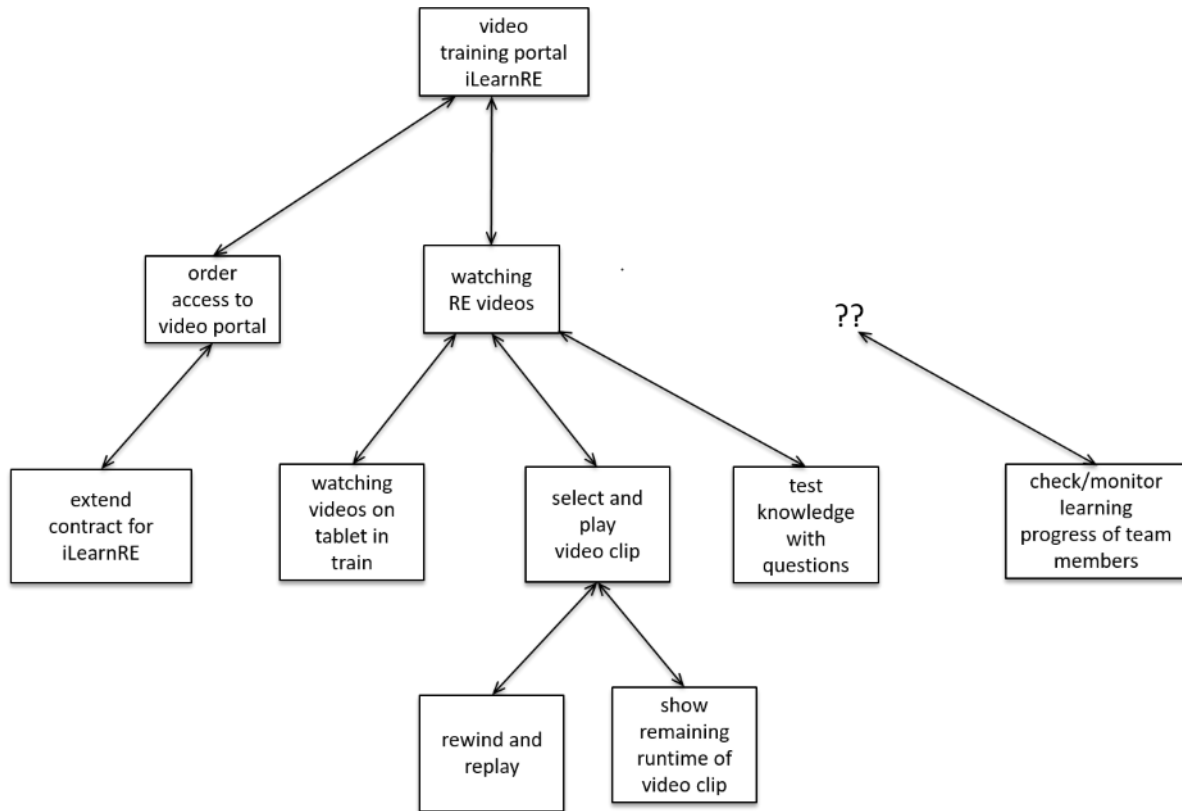 video
training portal
iLearnRE
order
access to
video portal
watching
RE videos
??
extend
contract for
iLearnRE
watching
videos on
tablet in
train
select and
play
video clip
test
knowledge
with
questions
check/monitor
learning
progress of team
members
rewind and
replay
show
remaining
runtime of
video clip